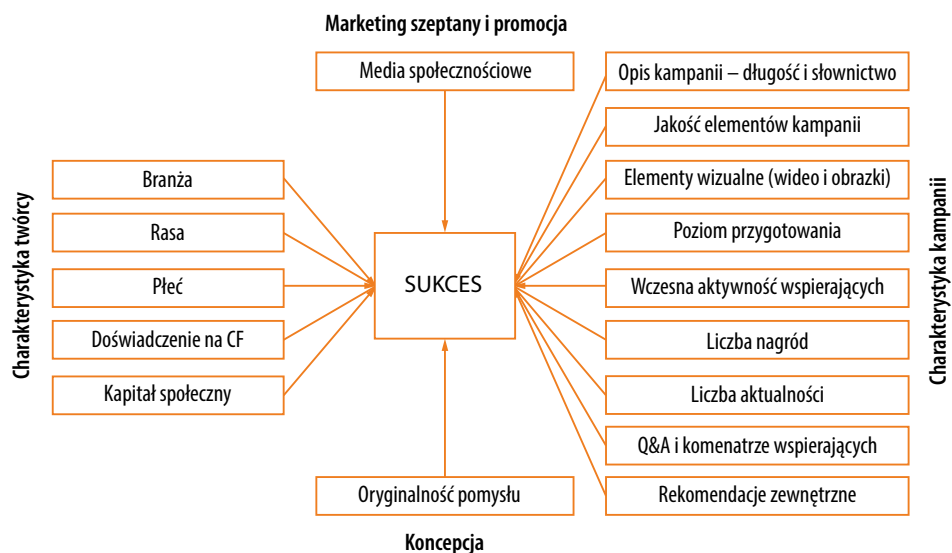 Marketing szeptany i promocja
Media społecznościowe
Charakterystyka twórcy
Branża
Rasa
Płeć
Doświadczenie na CF
Kapitał społeczny
SUKCES
Oryginalność pomysłu
Koncepcja
Opis kampanii – długość i słownictwo
Jakość elementów kampanii
Elementy wizualne (wideo i obrazki)
Poziom przygotowania
Wczesna aktywność wspierających
Liczba nagród
Liczba aktualności
Q&A i komenatrze wspierających
Rekomendacje zewnętrzne
Charakterystyka kampanii